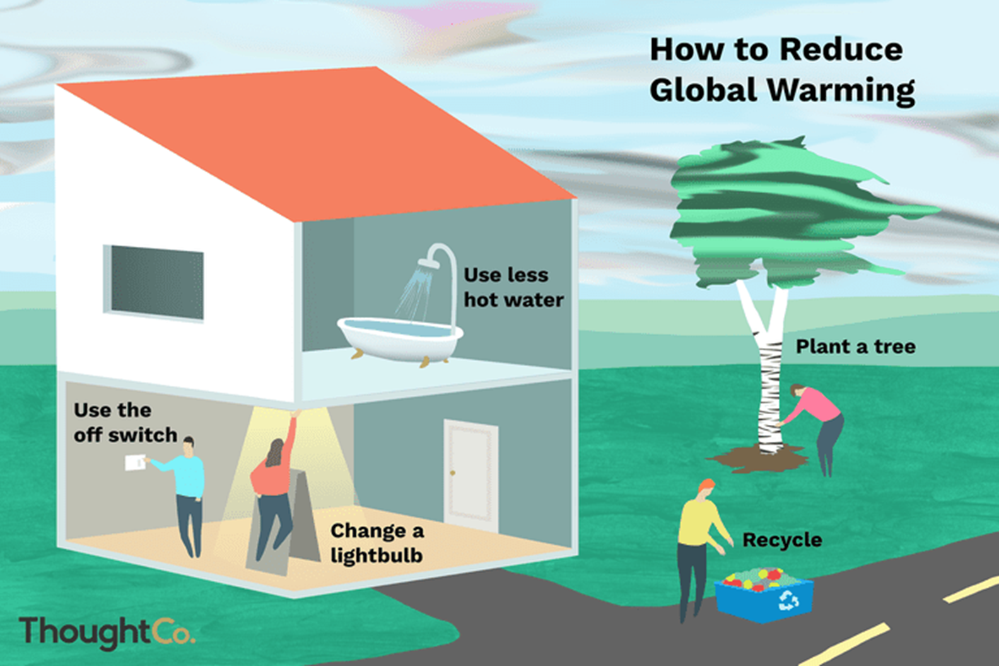 How to Reduce
Global Warming
Use less
hot water
Plant a tree
Use the
off switch
Change a
lightbulb
Recycle
ThoughtCo.